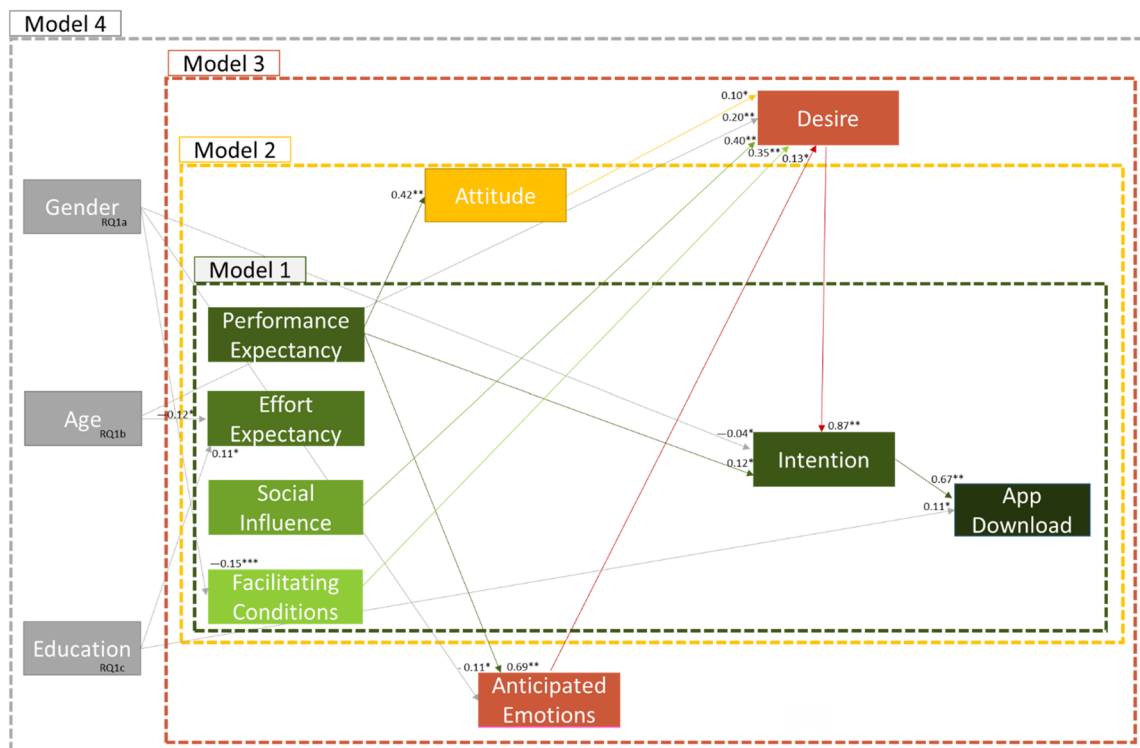 Model 4
Model 3
0.10*
Desire
0.20**
0.40**
0.35**
0.13*
Model 2
Gender
RQ1a
0.42**
Attitude
Model 1
Performance
Expectancy
Age
RQ1b
—0.12*
Effort
Expectancy
0.11*
—0.04*
0.87**
Intention
0.12*
Social
Influence
0.67**
0.11*
App
Download
—0.15***
Facilitating
Conditions
Education
RQ1c
- 0.11*
0.69**
Anticipated
Emotions